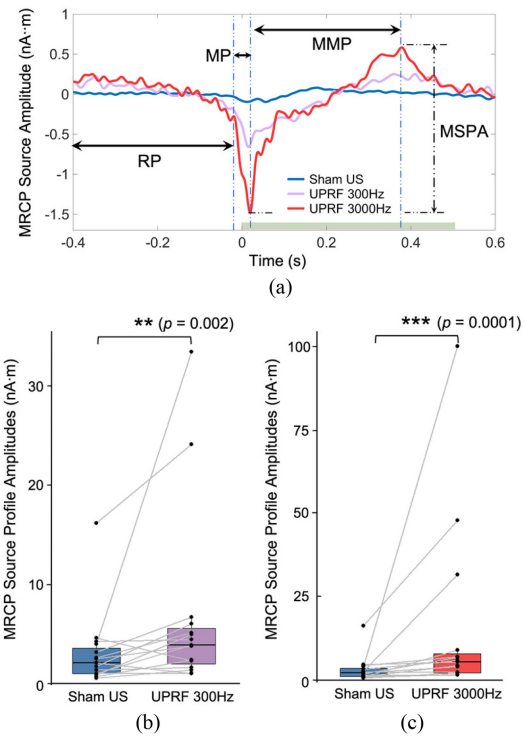 MRCP Source Amplitude (nA·m)
1
0.5
0
-0.5
-1
-1.5
MP
MMP
RP
MSPA
Sham US
UPRF 300Hz
UPRF 3000Hz
-0.4
-0.2
0
0.2
0.4
0.6
Time (s)
(a)
** (p = 0.002)
MRCP Source Profile Amplitudes (nA·m)
30
20
10
0
Sham US
UPRF 300Hz
(b)
*** (p = 0.0001)
MRCP Source Profile Amplitudes (nA·m)
100
75
50
25
0
Sham US
UPRF 3000Hz
(c)